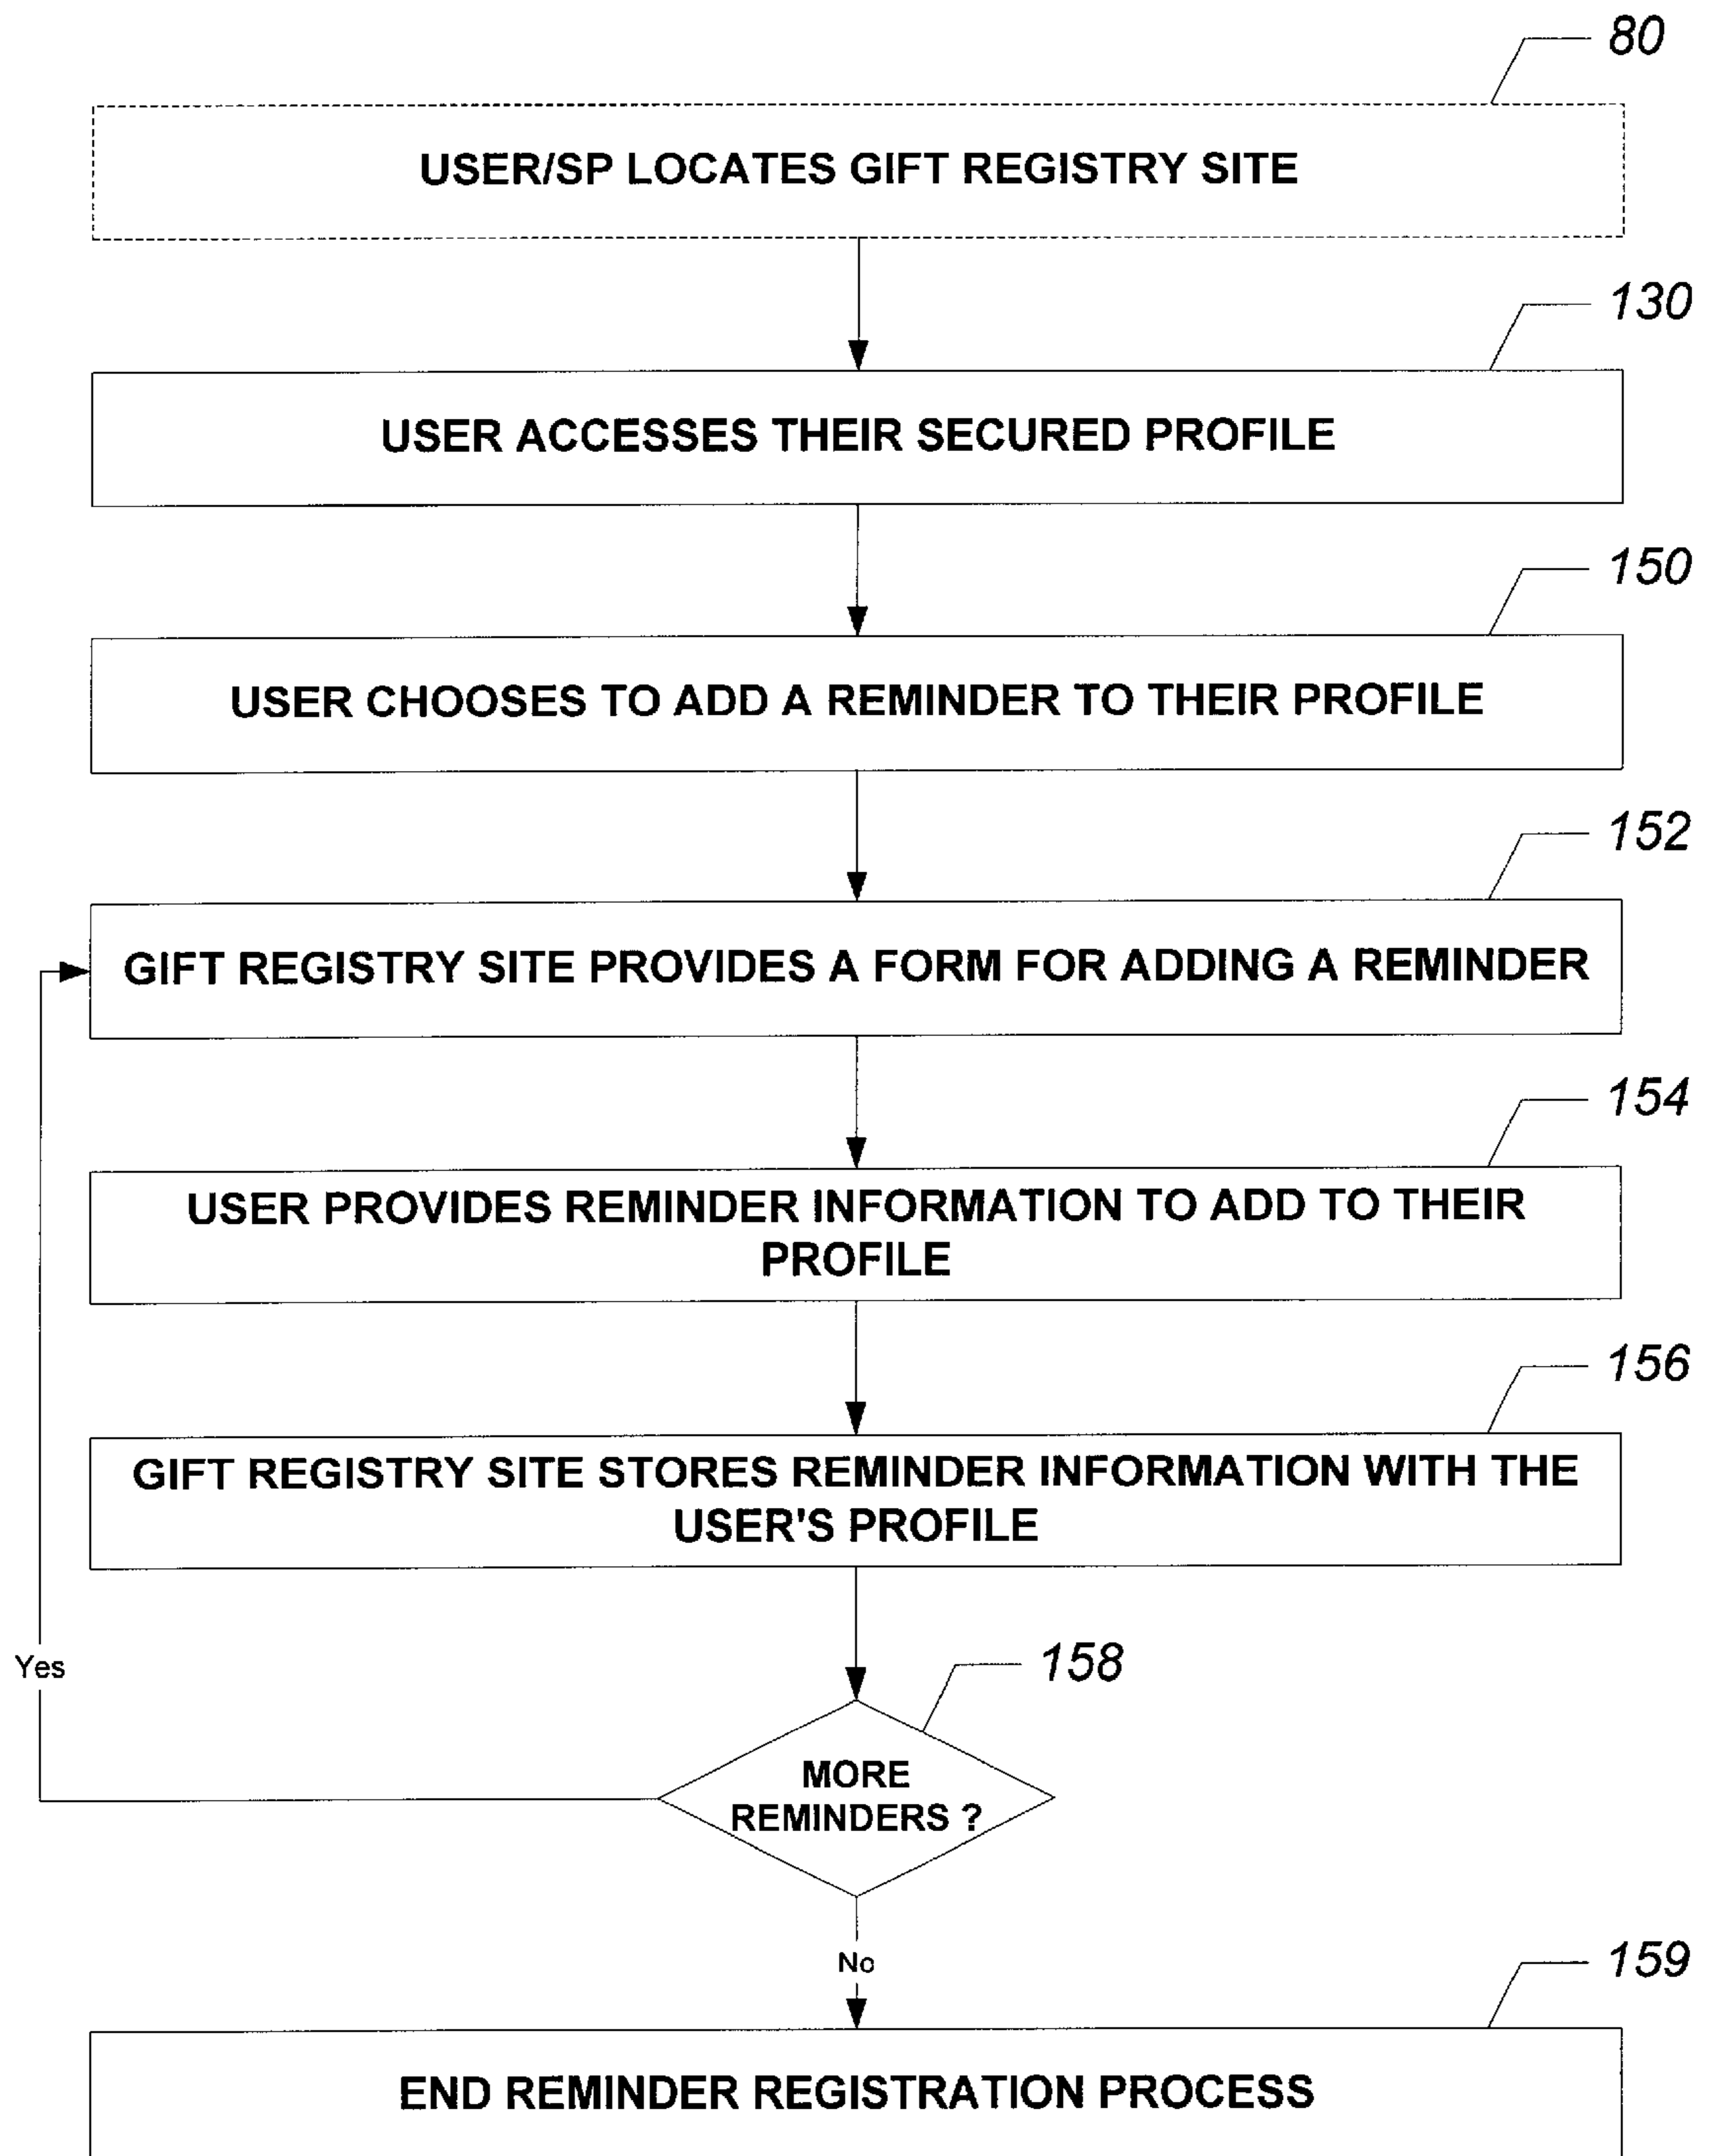 80
USER/SP LOCATES GIFT REGISTRY SITE
130
USER ACCESSES THEIR SECURED PROFILE
150
USER CHOOSES TO ADD A REMINDER TO THEIR PROFILE
152
GIFT REGISTRY SITE PROVIDES A FORM FOR ADDING A REMINDER
154
USER PROVIDES REMINDER INFORMATION TO ADD TO THEIR
PROFILE
156
GIFT REGISTRY SITE STORES REMINDER INFORMATION WITH THE
USER'S PROFILE
Yes
158
MORE
REMINDERS ?
No
159
END REMINDER REGISTRATION PROCESS